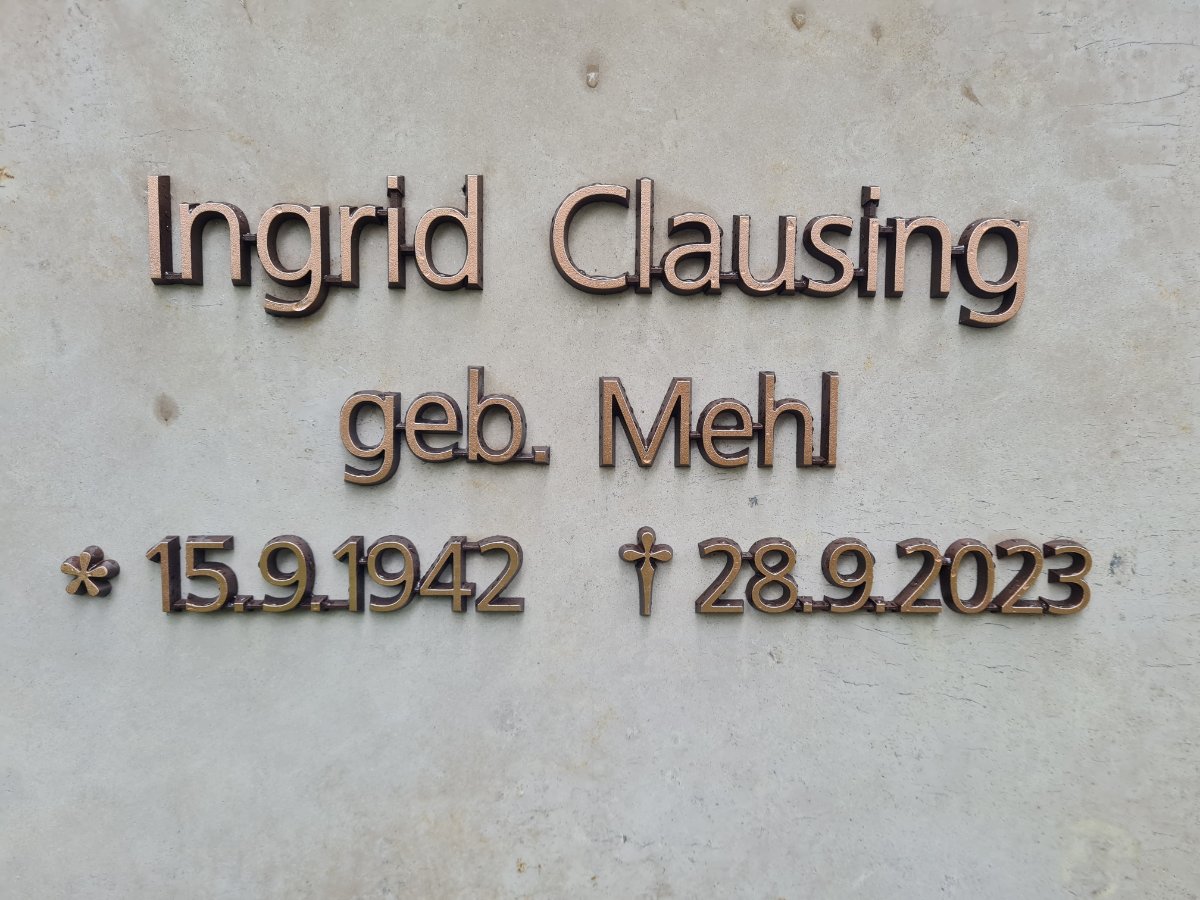 Ingrid Clausing
geb. Mehl
* 15.9.1942 † 28.9.2023